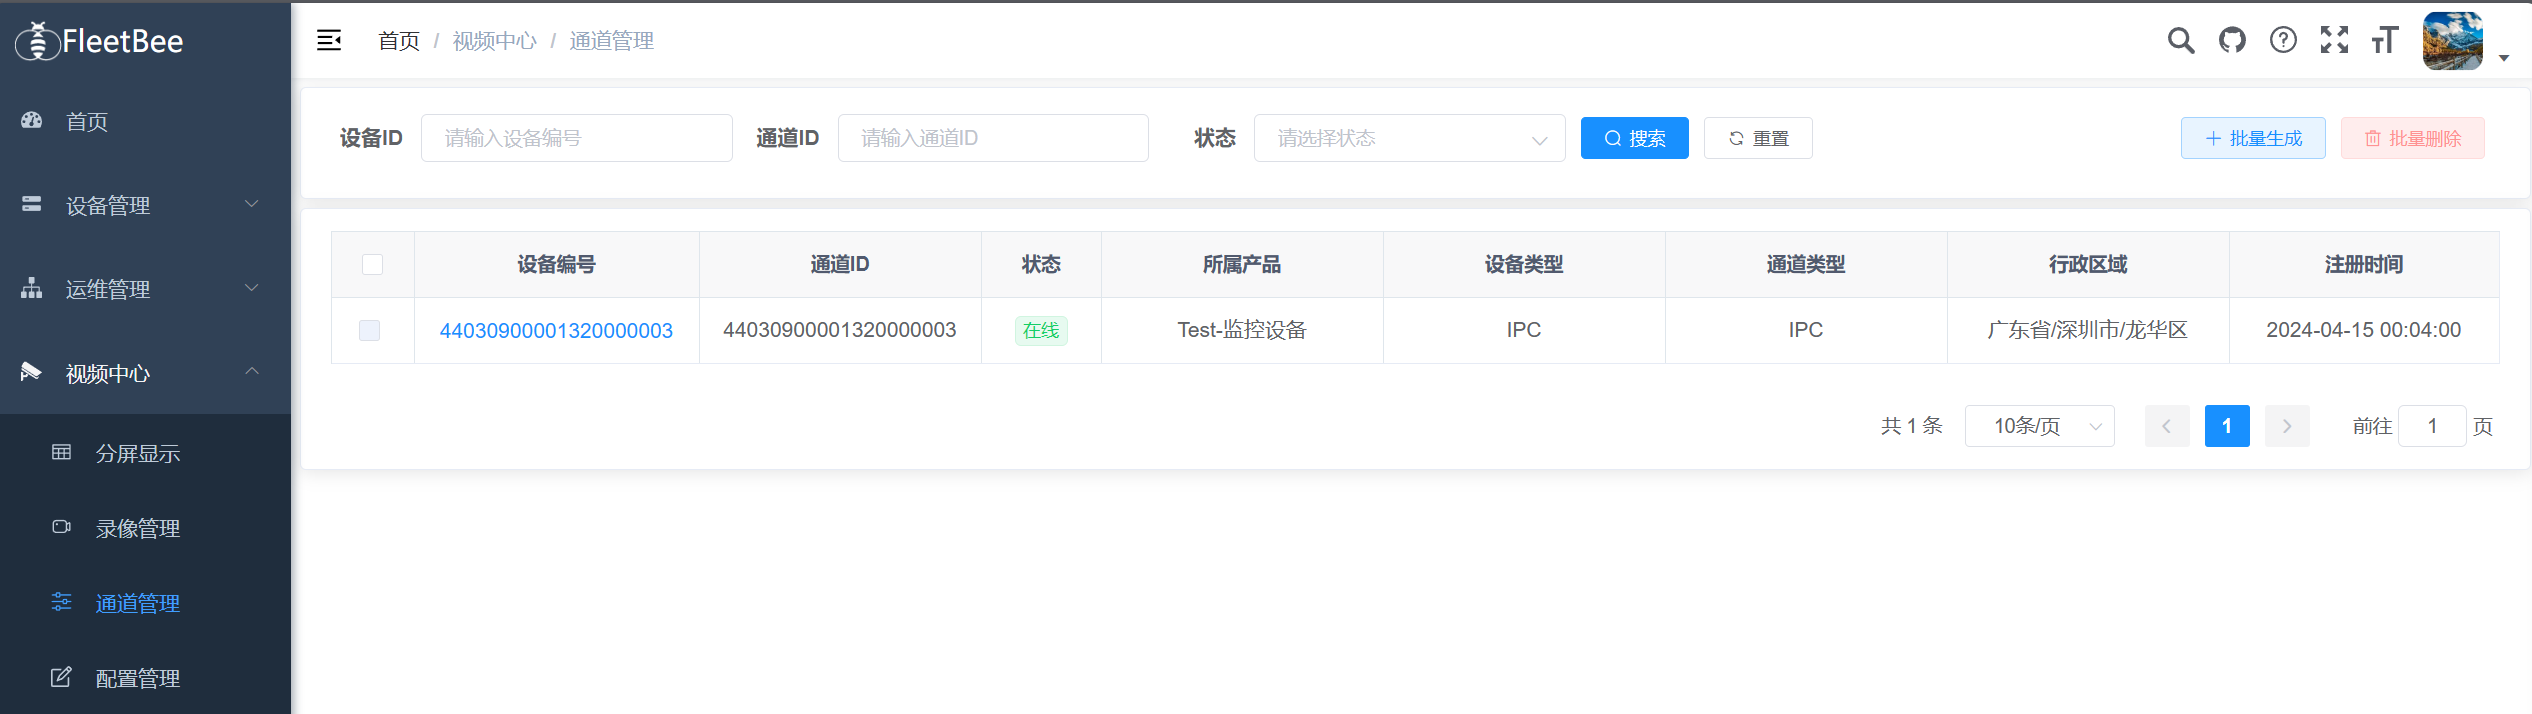 FleetBee
首页 / 视频中心 / 通道管理
首页
设备管理
运维管理
视频中心
分屏显示
录像管理
通道管理
配置管理
设备ID 请输入设备编号 通道ID 请输入通道ID 状态 请选择状态 搜索 重置 批量生成 批量删除
设备编号 通道ID 状态 所属产品 设备类型 通道类型 行政区域 注册时间
44030900001320000003 44030900001320000003 在线 Test-监控设备 IPC IPC 广东省/深圳市/龙华区 2024-04-15 00:04:00
共 1 条 10条/页 1 前往 1 页